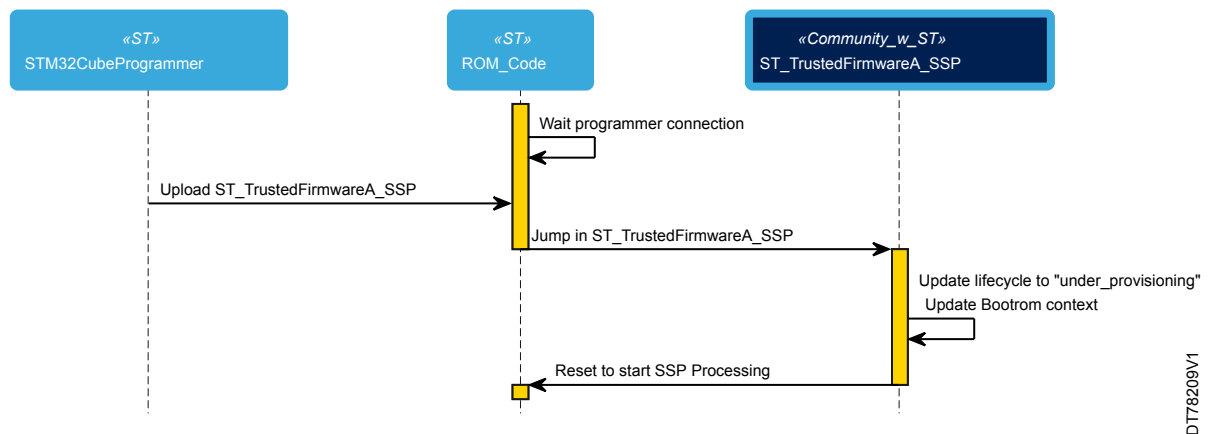 «ST»
STM32CubeProgrammer
«ST»
ROM_Code
«Community_w_ST»
ST_TrustedFirmwareA_SSP
Wait programmer connection
Upload ST_TrustedFirmwareA_SSP
Jump in ST_TrustedFirmwareA_SSP
Update lifecycle to "under_provisioning"
Update Bootrom context
Reset to start SSP Processing
DT78209V1